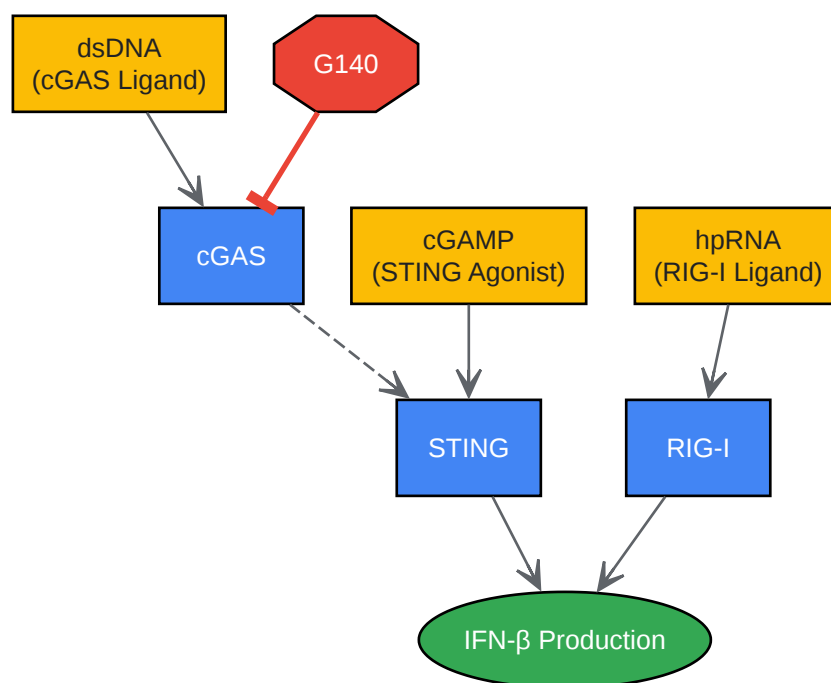 dsDNA
(cGAS Ligand)
G140
cGAS
cGAMP
(STING Agonist)
hpRNA
(RIG-I Ligand)
STING
RIG-I
IFN-β Production